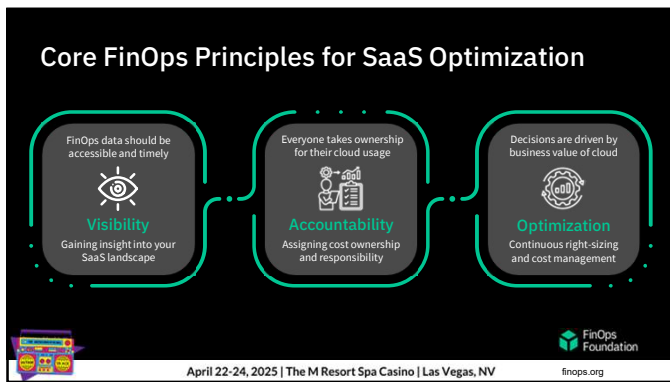 Core FinOps Principles for SaaS Optimization
FinOps data should be
accessible and timely
Visibility
Gaining insight into your
SaaS landscape
Everyone takes ownership
for their cloud usage
Accountability
Assigning cost ownership
and responsibility
Decisions are driven by
business value of cloud
Optimization
Continuous right-sizing
and cost management
FinOps
Foundation
April 22-24, 2025 | The M Resort Spa Casino | Las Vegas, NV
finops.org